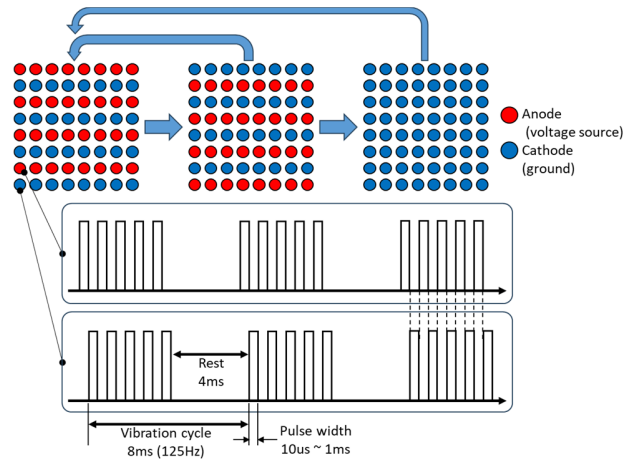 Anode
(voltage source)
Cathode
(ground)
Rest
4ms
Vibration cycle
8ms (125Hz)
Pulse width
10us ~ 1ms